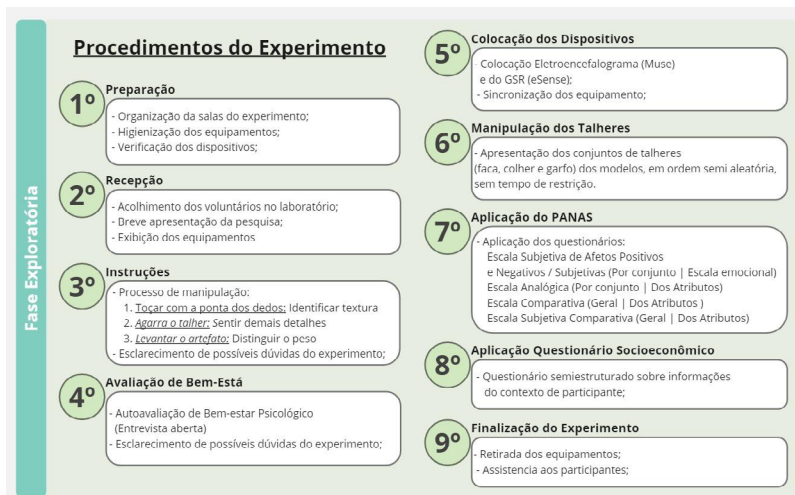 Fase Exploratória
Procedimentos do Experimento
1º
Preparação
- Organização da salas do experimento;
- Higienização dos equipamentos;
- Verificação dos dispositivos;
2º
Recepção
- Acolhimento dos voluntários no laboratório;
- Breve apresentação da pesquisa;
- Exibição dos equipamentos
3º
Instruções
- Processo de manipulação:
1. Toçar com a ponta dos dedos: Identificar textura
2. Agarra o talher: Sentir demais detalhes
3. Levantar o artefato: Distinguir o peso
- Esclarecimento de possíveis dúvidas do experimento;
4º
Avaliação de Bem-Está
- Autoavaliação de Bem-estar Psicológico
(Entrevista aberta)
- Esclarecimento de possíveis dúvidas do experimento;
5º
Colocação dos Dispositivos
- Colocação Eletroencefalograma (Muse)
e do GSR (eSense);
- Sincronização dos equipamento;
6º
Manipulação dos Talheres
- Apresentação dos conjuntos de talheres
(faca, colher e garfo) dos modelos, em ordem semi aleatória,
sem tempo de restrição.
7º
Aplicação do PANAS
- Aplicação dos questionários:
Escala Subjetiva de Afetos Positivos
e Negativos / Subjetivas (Por conjunto | Escala emocional)
Escala Analógica (Por conjunto | Dos Atributos)
Escala Comparativa (Geral | Dos Atributos )
Escala Subjetiva Comparativa (Geral | Dos Atributos)
8º
Aplicação Questionário Socioeconômico
- Questionário semiestruturado sobre informações
do contexto de participante;
9º
Finalização do Experimento
- Retirada dos equipamentos;
- Assistencia aos participantes;